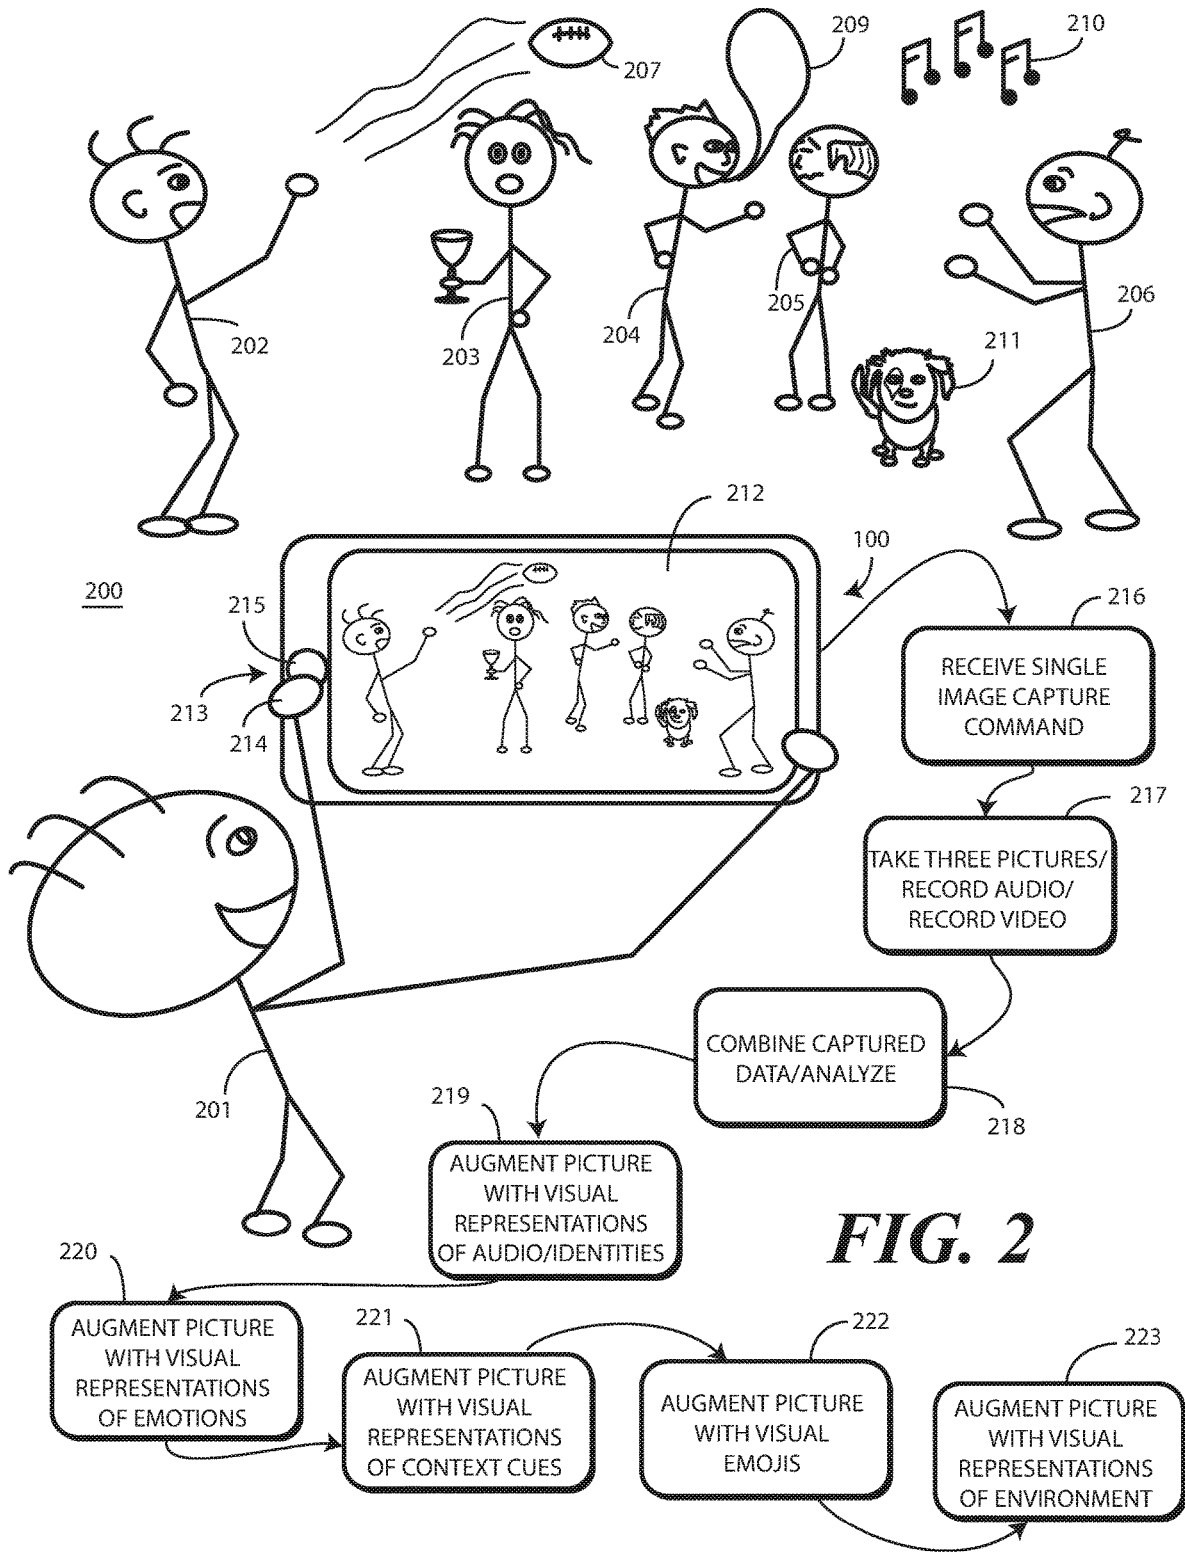 209
210
207
202
203
204
205
206
211
212
100
200
215
213
214
216
RECEIVE SINGLE
IMAGE CAPTURE
COMMAND
217
TAKE THREE PICTURES/
RECORD AUDIO/
RECORD VIDEO
COMBINE CAPTURED
DATA/ANALYZE
218
201
219
AUGMENT PICTURE
WITH VISUAL
REPRESENTATIONS
OF AUDIO/IDENTITIES
FIG. 2
220
AUGMENT PICTURE
WITH VISUAL
REPRESENTATIONS
OF EMOTIONS
221
AUGMENT PICTURE
WITH VISUAL
REPRESENTATIONS
OF CONTEXT CUES
222
AUGMENT PICTURE
WITH VISUAL
EMOJIS
223
AUGMENT PICTURE
WITH VISUAL
REPRESENTATIONS
OF ENVIRONMENT